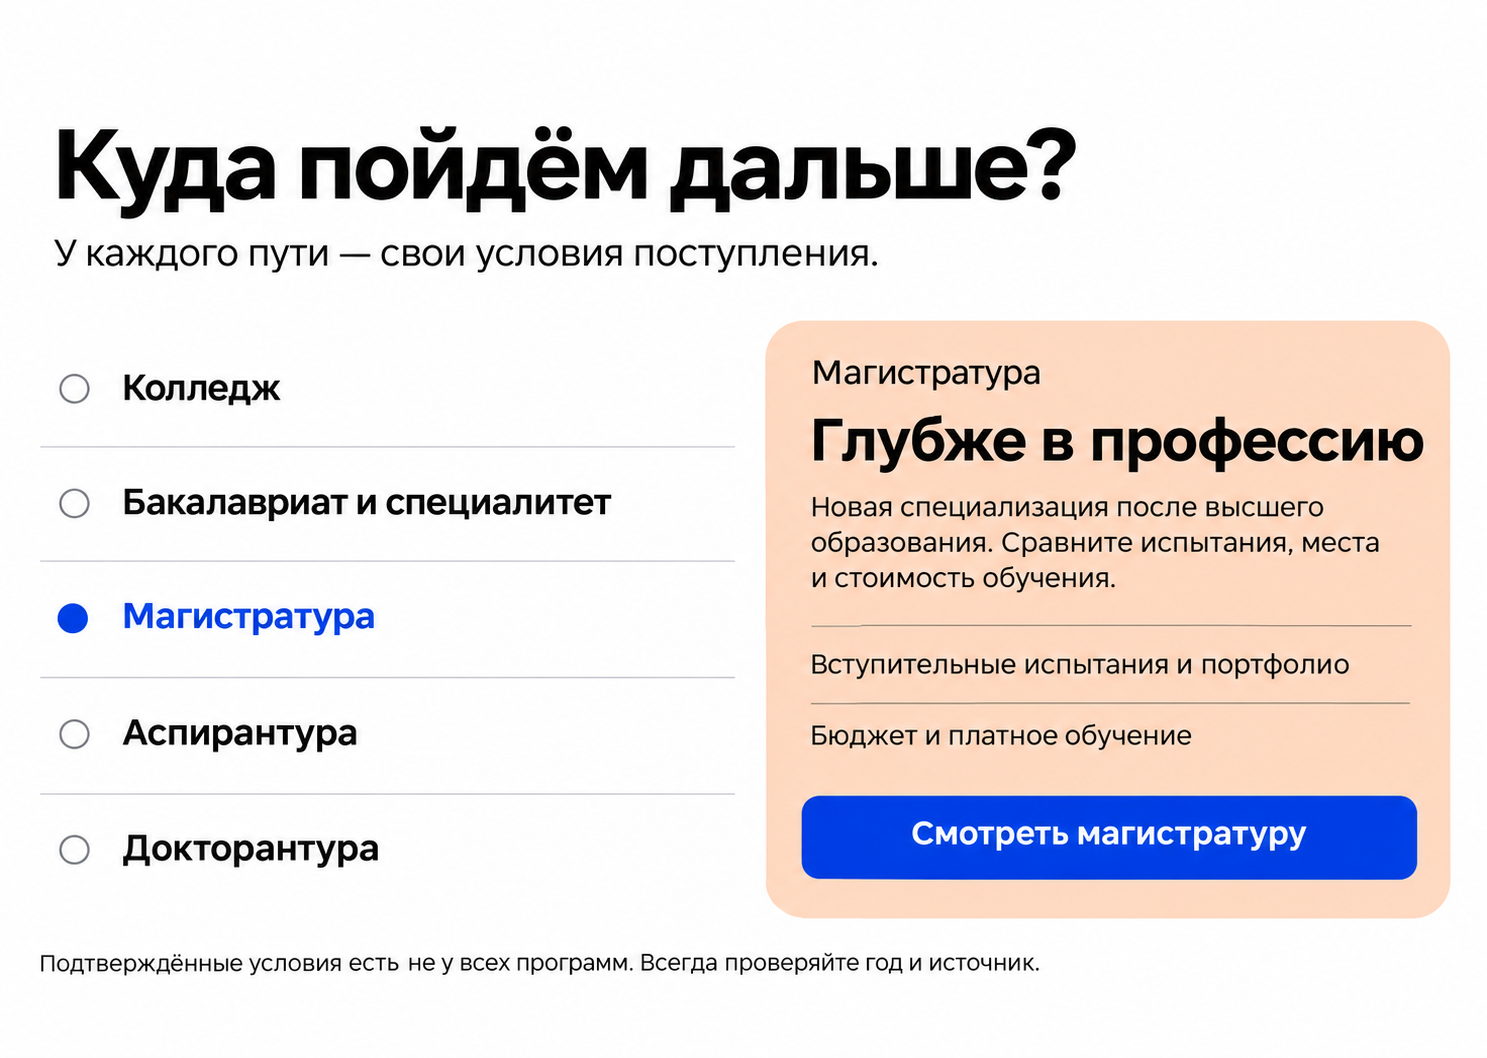 Куда пойдём дальше?
У каждого пути — свои условия поступления.
Колледж
Бакалавриат и специалитет
Магистратура
Аспирантура
Докторантура
Магистратура
Глубже в профессию
Новая специализация после высшего
образования. Сравните испытания, места
и стоимость обучения.
Вступительные испытания и портфолио
Бюджет и платное обучение
Смотреть магистратуру
Подтверждённые условия есть не у всех программ. Всегда проверяйте год и источник.